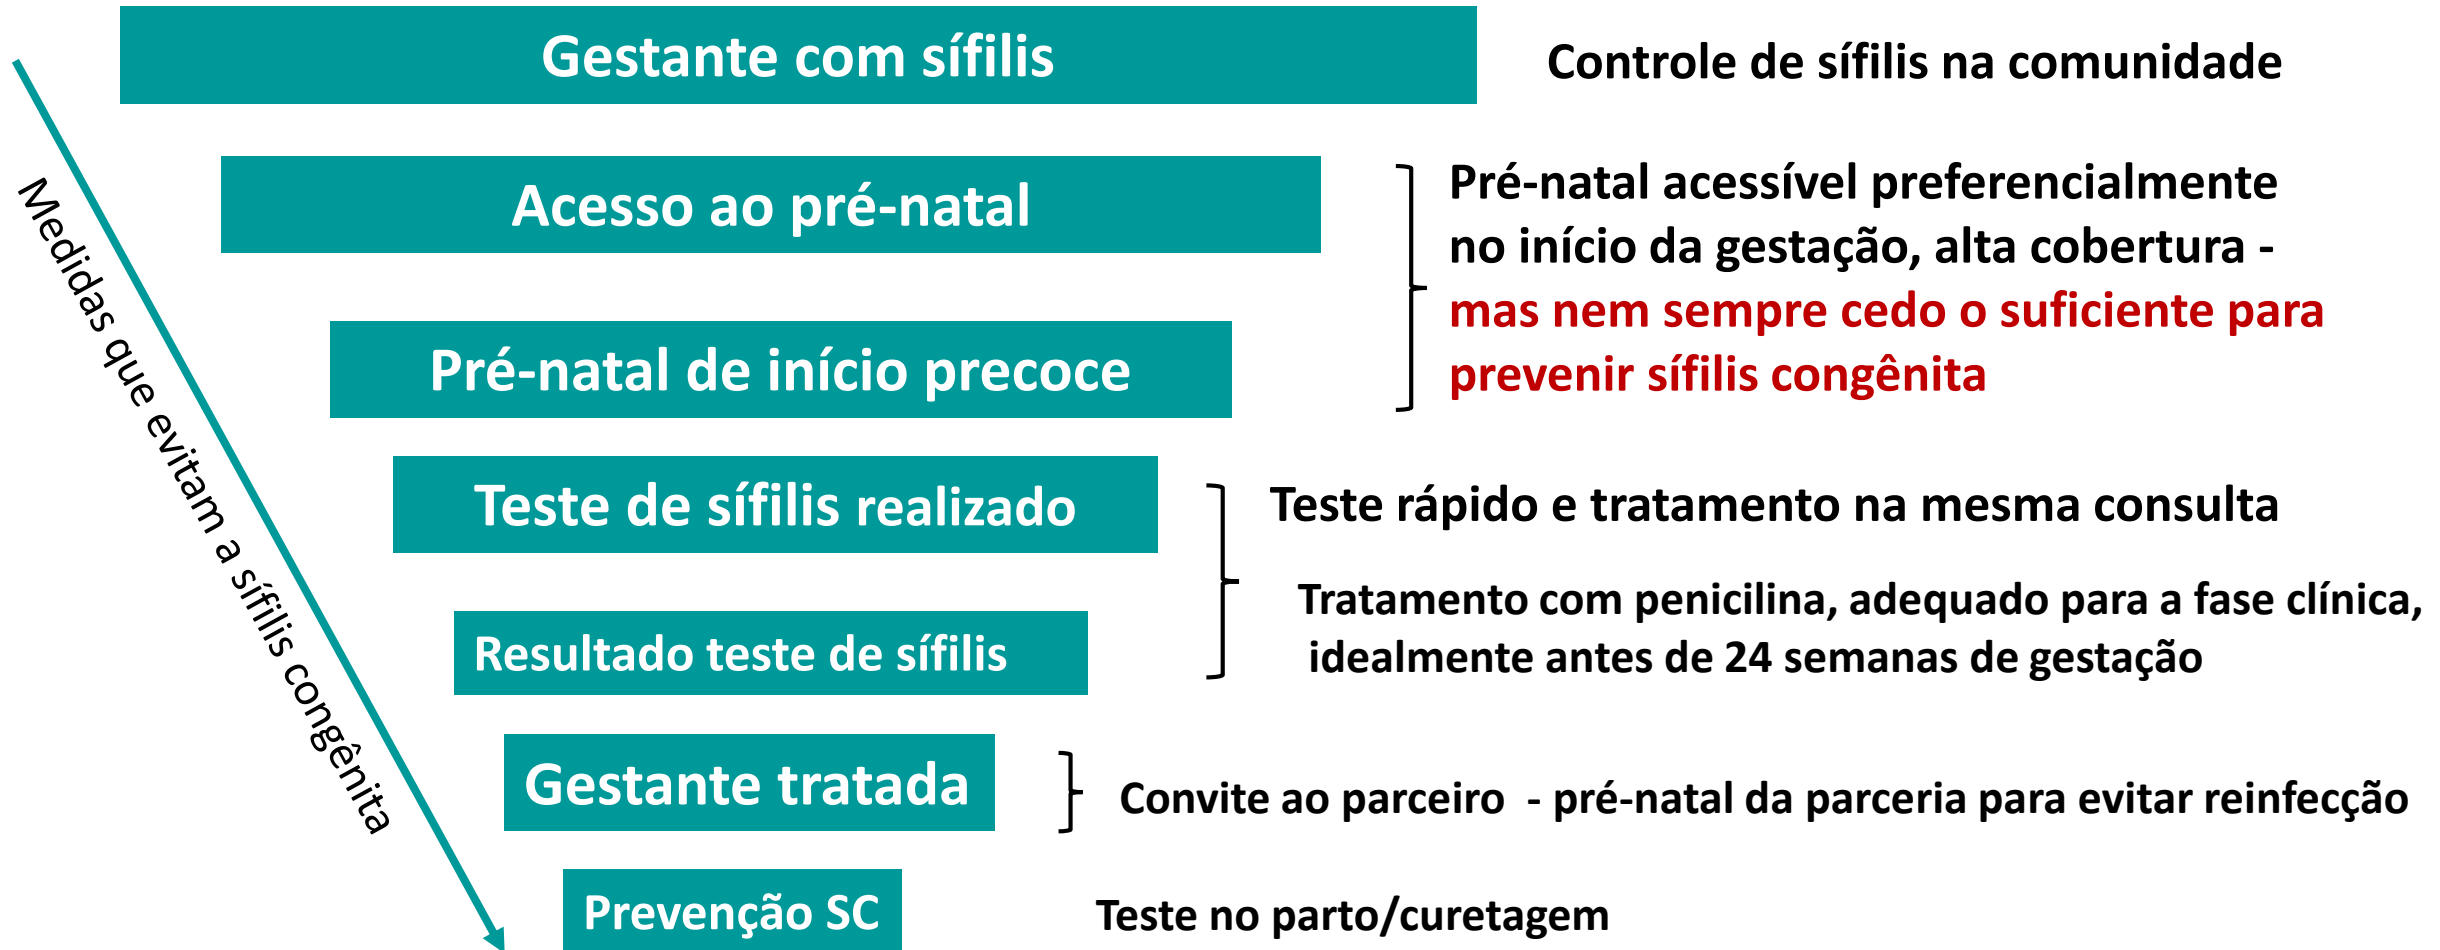 Gestante com sífilis
Controle de sífilis na comunidade
Medidas que evitam a sífilis congênita
Acesso ao pré-natal
Pré-natal acessível preferencialmente
no início da gestação, alta cobertura -
mas nem sempre cedo o suficiente para
prevenir sífilis congênita
Pré-natal de início precoce
Teste de sífilis realizado
Teste rápido e tratamento na mesma consulta
Tratamento com penicilina, adequado para a fase clínica,
idealmente antes de 24 semanas de gestação
Resultado teste de sífilis
Gestante tratada
Convite ao parceiro - pré-natal da parceria para evitar reinfecção
Prevenção SC
Teste no parto/curetagem